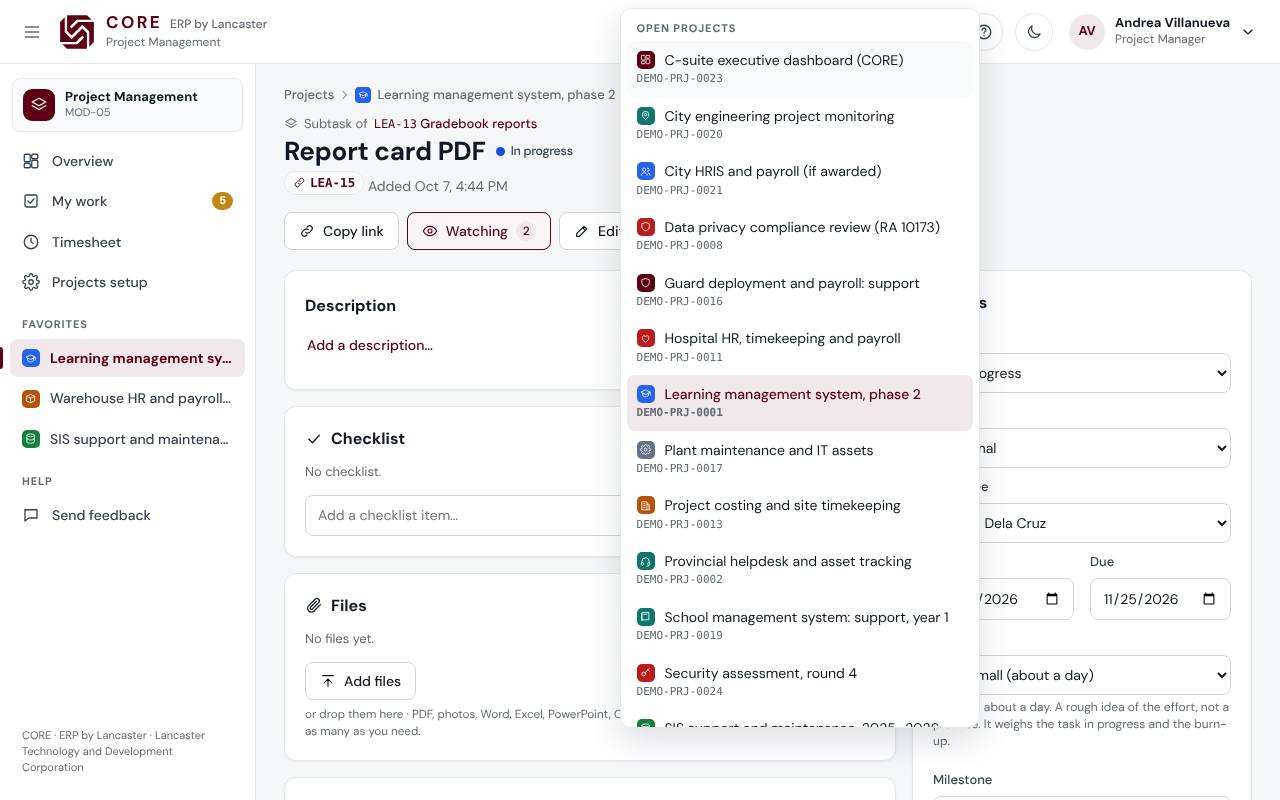 CORE ERP by Lancaster
Project Management
AV
Andrea Villanueva
Project Manager
Project Management
MOD-05
Overview
My work 5
Timesheet
Projects setup
FAVORITES
Learning management sy...
Warehouse HR and payroll...
SIS support and maintena...
HELP
Send feedback
CORE · ERP by Lancaster · Lancaster
Technology and Development
Corporation
Projects
Learning management system, phase 2
Subtask of LEA-13 Gradebook reports
Report card PDF
In progress
LEA-15 Added Oct 7, 4:44 PM
Copy link
Watching 2
Description
Add a description...
Checklist
No checklist.
Add a checklist item...
Files
No files yet.
Add files
or drop them here · PDF, photos, Word, Excel, PowerPoint,
as many as you need.
OPEN PROJECTS
C-suite executive dashboard (CORE)
DEMO-PRJ-0023
City engineering project monitoring
DEMO-PRJ-0020
City HRIS and payroll (if awarded)
DEMO-PRJ-0021
Data privacy compliance review (RA 10173)
DEMO-PRJ-0008
Guard deployment and payroll: support
DEMO-PRJ-0016
Hospital HR, timekeeping and payroll
DEMO-PRJ-0011
Learning management system, phase 2
DEMO-PRJ-0001
Plant maintenance and IT assets
DEMO-PRJ-0017
Project costing and site timekeeping
DEMO-PRJ-0013
Provincial helpdesk and asset tracking
DEMO-PRJ-0002
School management system: support, year 1
DEMO-PRJ-0019
Security assessment, round 4
DEMO-PRJ-0024
SIS support and maintenance, 2025-2026
Dela Cruz
Due
/2026
11/25/2026
(about a day)
about a day. A rough idea of the effort, not a
It weighs the task in progress and the burn-
up.
Milestone